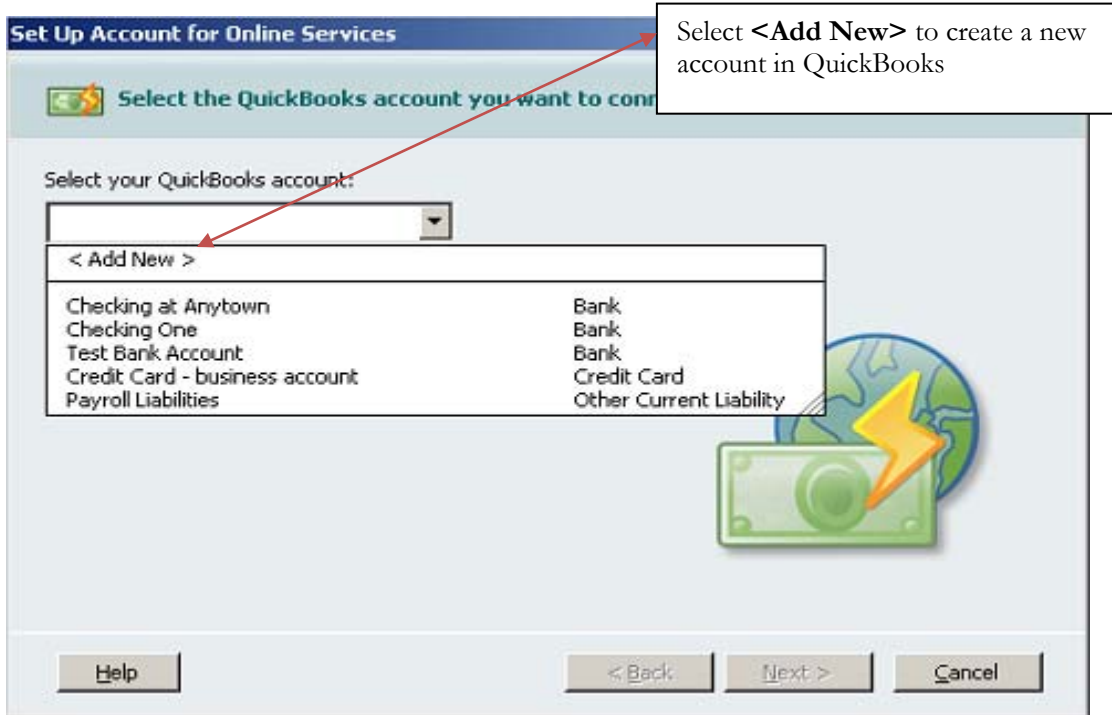 Set Up Account for Online Services
Select <Add New> to create a new
account in QuickBooks
Select the QuickBooks account you want to
Select your QuickBooks account:
< Add New >
Checking at Anytown Bank
Checking One Bank
Test Bank Account Bank
Credit Card - business account Credit Card
Payroll Liabilities Other Current Liability
Help < Back Next > Cancel